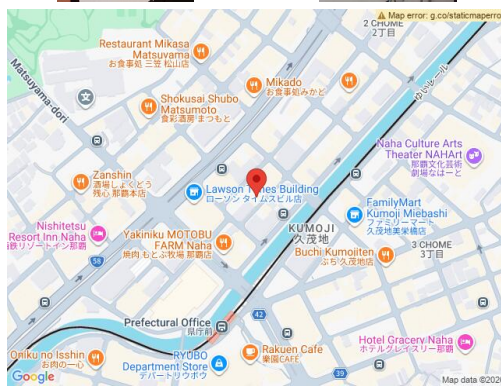 Map error: g.co/staticmaperro
2 CHOME
2丁目
Restaurant Mikasa
Matsuyama
お食事処 三笠 松山店
ゆいレール
Matsuyama-dori
Mikado
お食事処みかど
Shokusai Shubo
Matsumoto
食彩酒房 まつもと
Naha Culture Arts
Theater NAHArt
那覇文化芸術
劇場なはーと
Zanshin
酒場しょくどう
残心 那覇本店
Lawson Times Building
ローソン タイムスビル店
FamilyMart
Kumoji Miebashi
ファミリーマート
久茂地美栄橋店
Nishitetsu
Resort Inn Naha
鉄リゾートイン那覇
KUMOJI
久茂地
Yakiniku MOTOBU
FARM Naha
焼肉 もとぶ牧場 那覇店
3 CHOME
3丁目
Buchi Kumojiten
ぶち 久茂地店
58
42
Prefectural Office
県庁前
Hotel Gracery Naha
ホテルグレイスリー那覇
Oniku no Isshin
お肉の一心
RYUBO
Department Store
デパートリウボウ
Rakuen Cafe
樂園CAFE
39
Google
Map data ©2026